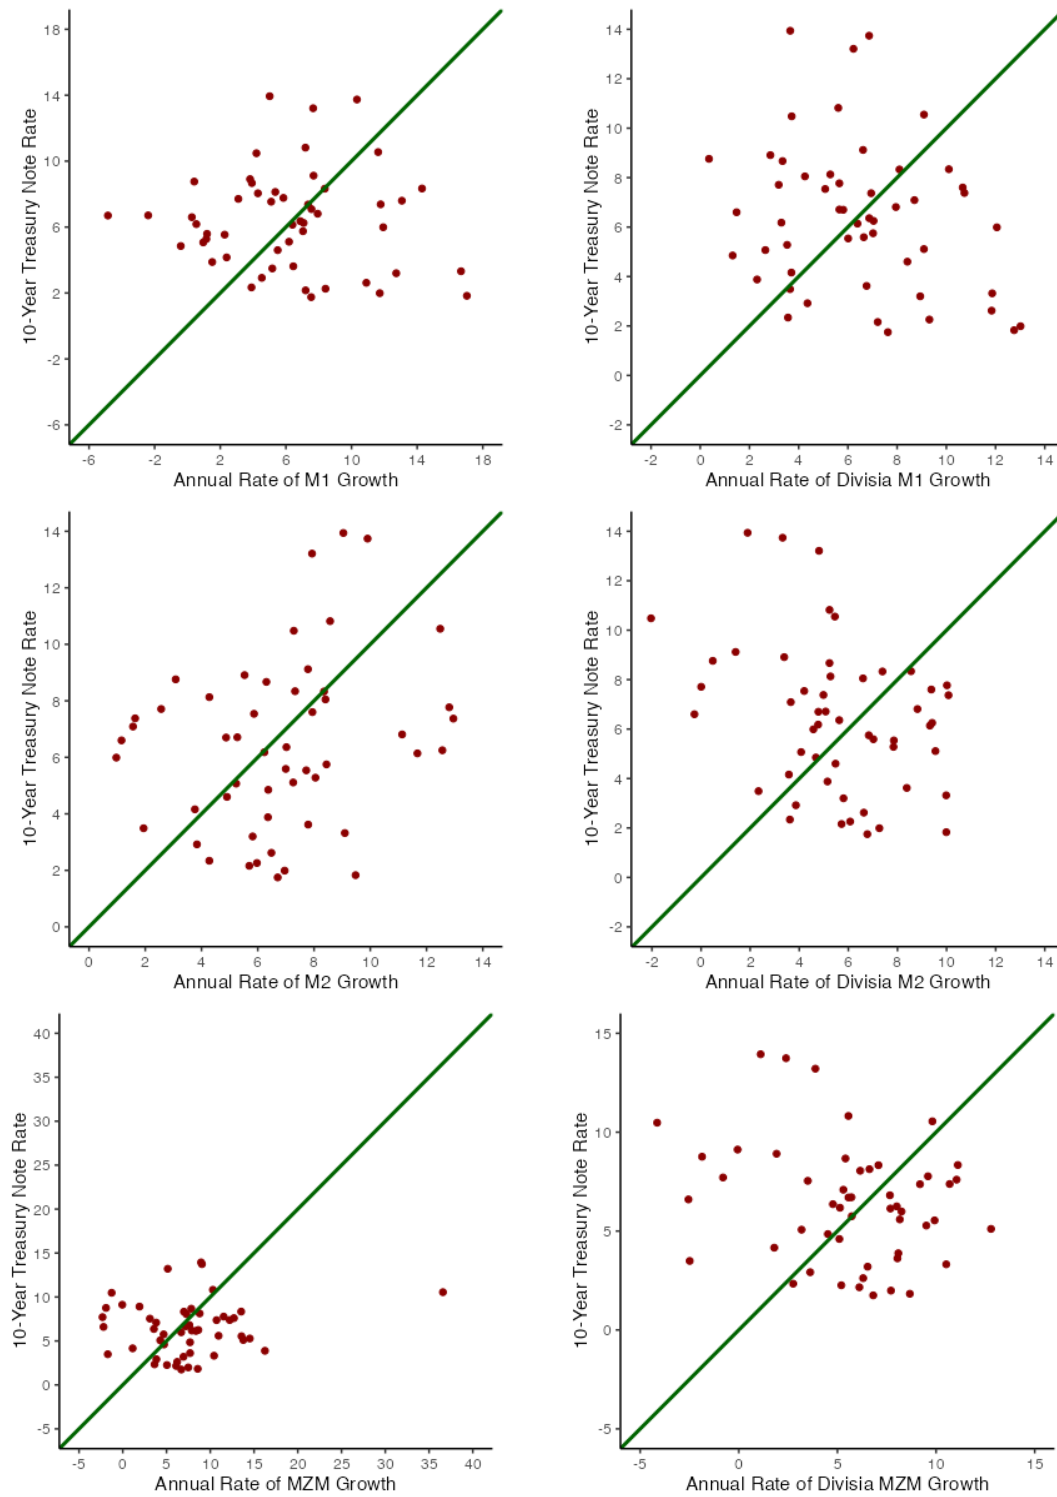 10-Year Treasury Note Rate
18
14
10
6
2
-2
-6
-6 -2 2 6 10 14 18
Annual Rate of M1 Growth
10-Year Treasury Note Rate
14
12
10
8
6
4
2
0
-2
-2 0 2 4 6 8 10 12 14
Annual Rate of Divisia M1 Growth
10-Year Treasury Note Rate
14
12
10
8
6
4
2
0
0 2 4 6 8 10 12 14
Annual Rate of M2 Growth
10-Year Treasury Note Rate
14
12
10
8
6
4
2
0
-2
-2 0 2 4 6 8 10 12 14
Annual Rate of Divisia M2 Growth
10-Year Treasury Note Rate
40
35
30
25
20
15
10
5
0
-5
-5 0 5 10 15 20 25 30 35 40
Annual Rate of MZM Growth
10-Year Treasury Note Rate
15
10
5
0
-5
-5 0 5 10 15
Annual Rate of Divisia MZM Growth